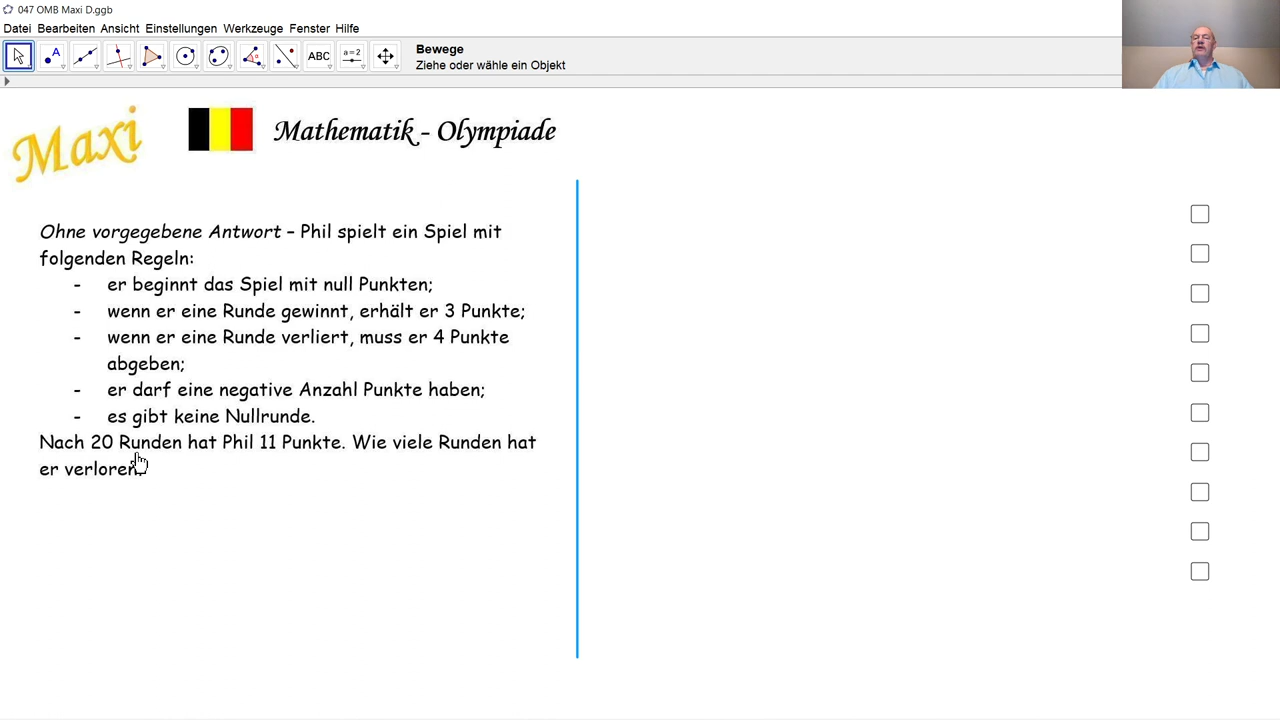 047 OMB Maxi D.ggb
Datei Bearbeiten Ansicht Einstellungen Werkzeuge Fenster Hilfe
A
ABC
a=2
Bewege
Ziehe oder wähle ein Objekt
Maxi
Mathematik - Olympiade
Ohne vorgegebene Antwort – Phil spielt ein Spiel mit
folgenden Regeln:
- er beginnt das Spiel mit null Punkten;
- wenn er eine Runde gewinnt, erhält er 3 Punkte;
- wenn er eine Runde verliert, muss er 4 Punkte
abgeben;
- er darf eine negative Anzahl Punkte haben;
- es gibt keine Nullrunde.
Nach 20 Runden hat Phil 11 Punkte. Wie viele Runden hat
er verloren